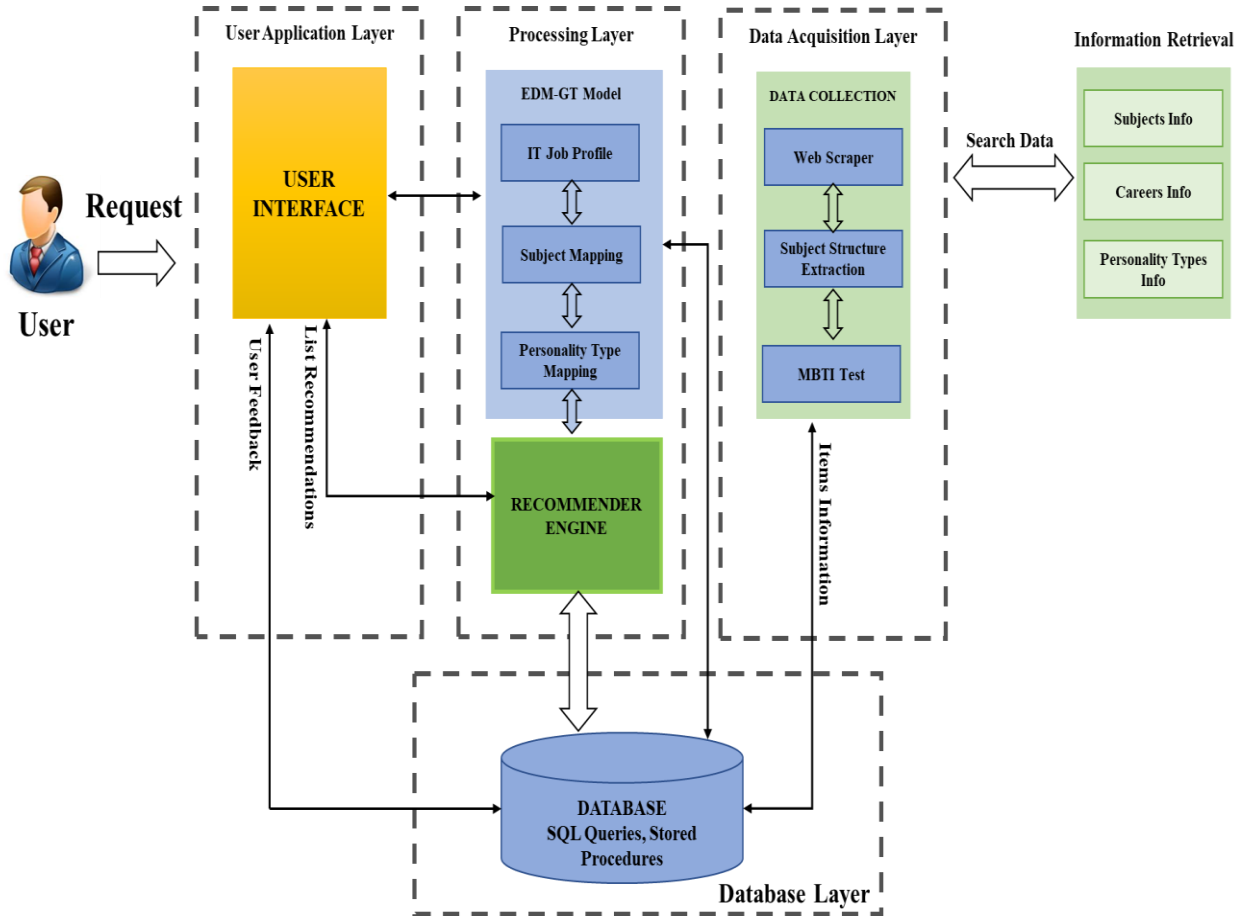 User Application Layer
Processing Layer
Data Acquisition Layer
Information Retrieval
Request
User
USER
INTERFACE
EDM-GT Model
IT Job Profile
Subject Mapping
Personality Type
Mapping
RECOMMENDER
ENGINE
DATA COLLECTION
Web Scraper
Subject Structure
Extraction
MBTI Test
Search Data
Subjects Info
Careers Info
Personality Types
Info
User Feedback
List Recommendations
Items Information
DATABASE
SQL Queries, Stored
Procedures
Database Layer